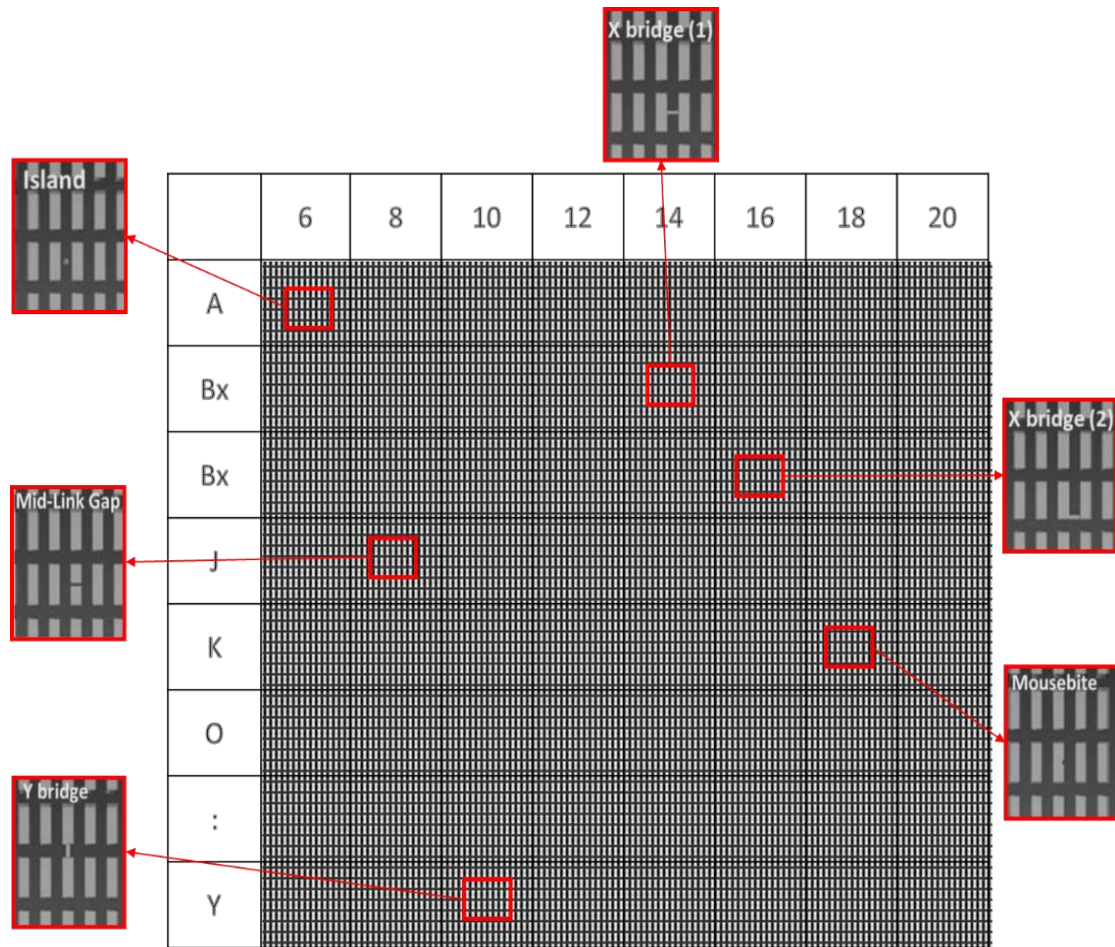 X bridge (1)
Island
6 8 10 12 14 16 18 20
A
Bx
X bridge (2)
Bx
Mid-Link Gap
J
K
Mousebite
O
Y bridge
:
Y